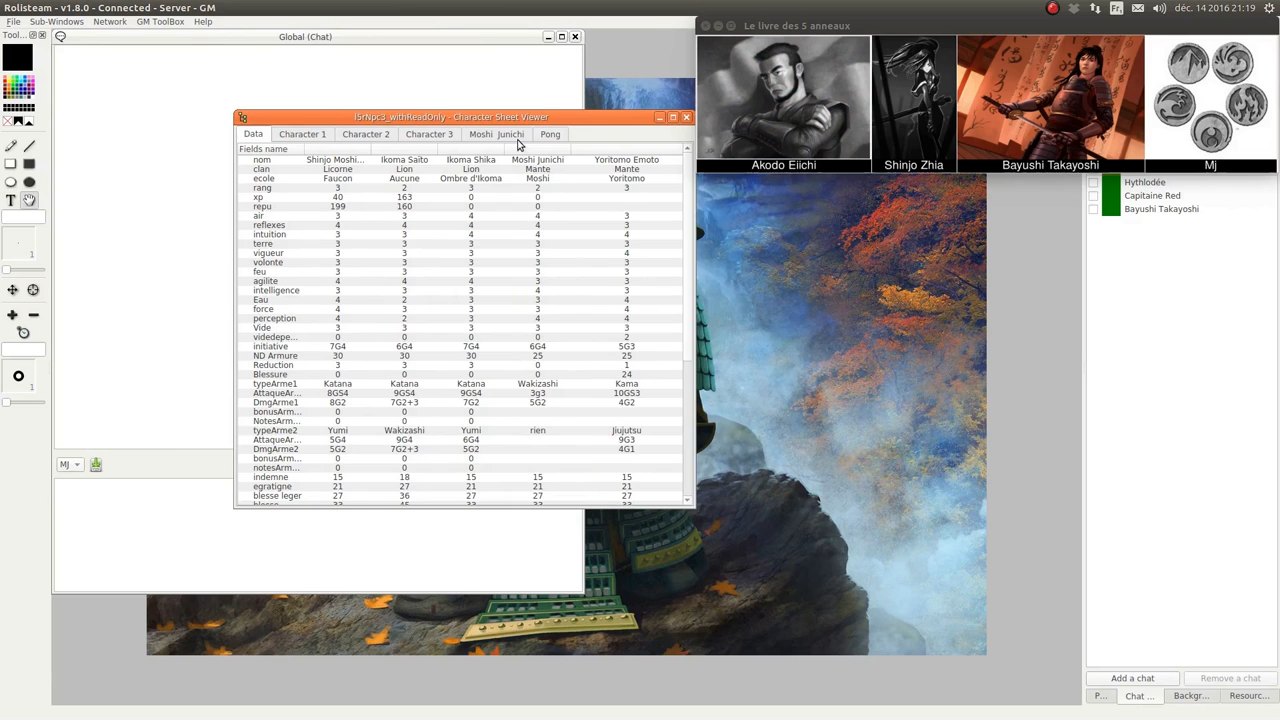 Rolisteam - v1.8.0 - Connected - Server - GM
Fr₁ déc. 14 2016 21:19
File Sub-Windows Network GM ToolBox Help
Tool...
Global (Chat)
Le livre des 5 anneaux
Akodo Eiichi Shinjo Zhia Bayushi Takayoshi Mj
l5rNpc3_withReadOnly - Character Sheet Viewer
Data Character 1 Character 2 Character 3 Moshi Junichi Pong
Fields name
nom Shinjo Moshi... Ikoma Saito Ikoma Shika Moshi Junichi Yoritomo Emoto
clan Licorne Lion Lion Mante Mante
ecole Faucon Aucune Ombre d'Ikoma Moshi Yoritomo
rang 3 2 3 2 3
xp 40 163 0 0
repu 199 160 0 0
air 3 3 4 4 3
reflexes 4 4 4 4 3
intuition 3 3 4 4 3
terre 3 3 3 3 3
vigueur 3 3 3 3 4
volonte 3 3 3 3 3
feu 3 3 3 3 3
agilite 4 4 4 3 3
intelligence 3 3 3 4 3
Eau 4 2 3 3 4
force 4 3 3 3 4
perception 4 2 3 4 4
Vide 3 3 3 3 3
videdepe... 0 0 0 0 2
initiative 7G4 6G4 7G4 6G4 5G3
ND Armure 30 30 30 25 25
Reduction 3 3 3 0 1
Blessure 0 0 0 0 24
typeArme1 Katana Katana Katana Wakizashi Kama
AttaqueAr... 8GS4 9GS4 9GS4 3g3 10GS3
DmgArme1 8G2 7G2+3 7G2 5G2 4G2
bonusArm... 0 0 0
NotesArm... 0 0 0
typeArme2 Yumi Wakizashi Yumi rien Jiujutsu
AttaqueAr... 5G4 9G4 6G4 9G3
DmgArme2 5G2 7G2+3 5G2 4G1
bonusArm... 0 0 0
notesArm... 0 0 0
indemne 15 18 15 15 15
egratigne 21 27 21 21 21
blesse leger 27 36 27 27 27
T
1
1
MJ
Hythlodée
Capitaine Red
Bayushi Takayoshi
Add a chat Remove a chat
P... Chat ... Backgr... Resourc...